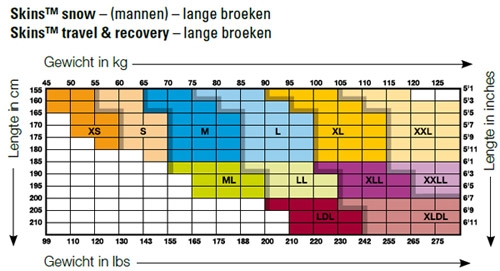 Skins™ snow – (mannen) – lange broeken
Skins™ travel & recovery – lange broeken
Gewicht in kg
45 50 55 60 65 70 75 80 85 90 95 100 105 110 115 120 125
Lengte in cm
Lengte in inches
155 5'1
160 5'3
165 5'5
170 5'7
175 XS S M L XL XXL 5'9
180 5'11
185 6'1
190 6'3
195 ML LL XLL XXLL 6'5
200 6'7
205 6'9
210 LDL XLDL 6'11
99 110 120 130 143 155 165 175 188 200 210 220 230 242 255 265 275
Gewicht in lbs